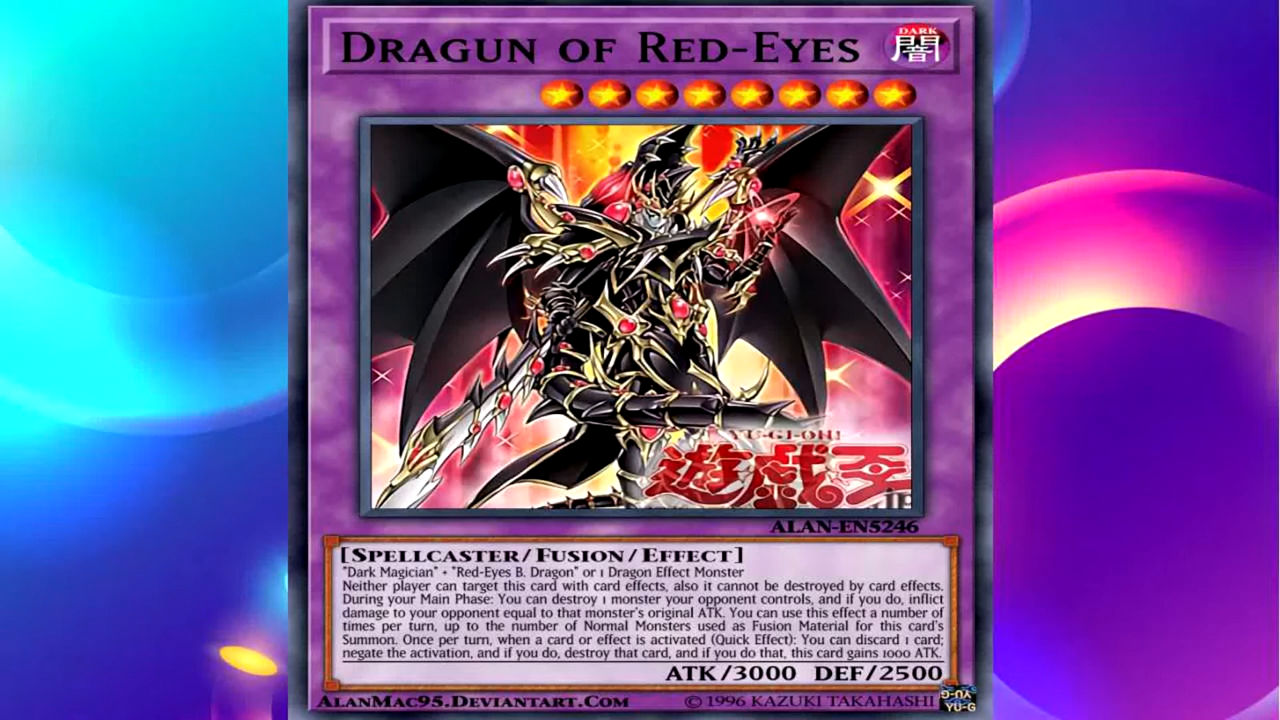 Dragun of Red-Eyes
DARK
闇
YU-GI-OH!
遊戯王
ALAN-EN5246
[Spellcaster/Fusion/Effect]
"Dark Magician" + "Red-Eyes B. Dragon" or 1 Dragon Effect Monster
Neither player can target this card with card effects, also it cannot be destroyed by card effects.
During your Main Phase: You can destroy 1 monster your opponent controls, and if you do, inflict
damage to your opponent equal to that monster's original ATK. You can use this effect a number of
times per turn, up to the number of Normal Monsters used as Fusion Material for this card's
Summon. Once per turn, when a card or effect is activated (Quick Effect): You can discard 1 card;
negate the activation, and if you do, destroy that card, and if you do that, this card gains 1000 ATK.
ATK/3000 DEF/2500
AlanMac95.Deviantart.Com
© 1996 KAZUKI TAKAHASHI